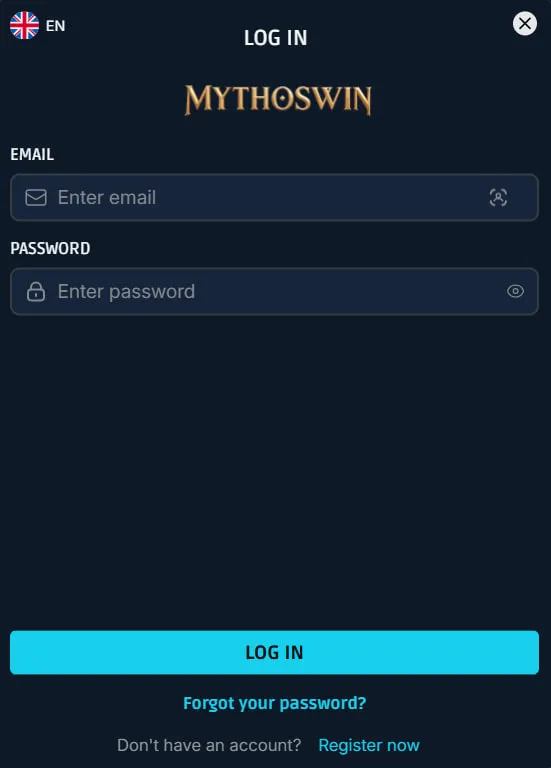 EN
LOG IN
MYTHOSWIN
EMAIL
Enter email
PASSWORD
Enter password
LOG IN
Forgot your password?
Don't have an account? Register now